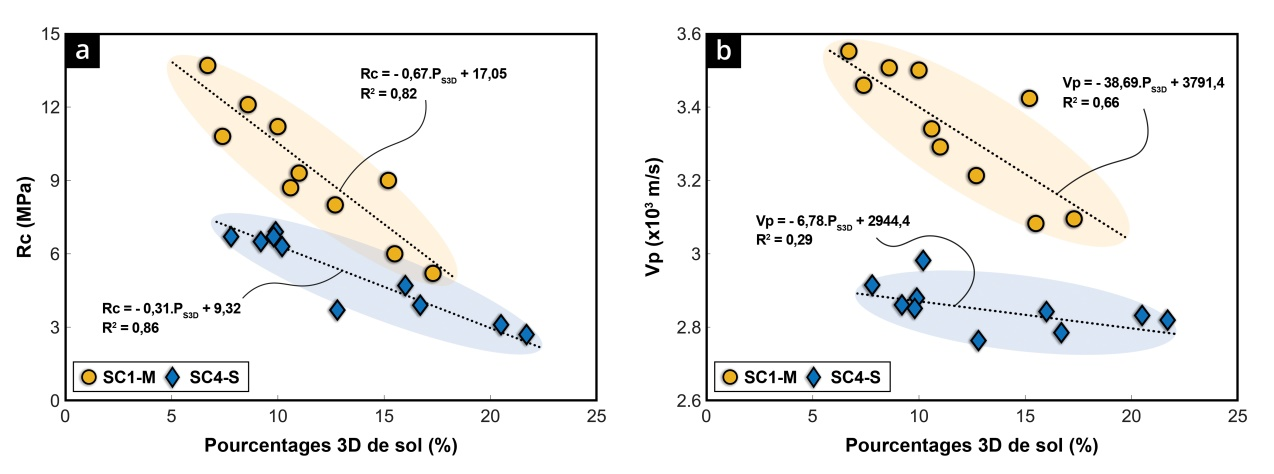 a
15
12
9
6
3
0
0 5 10 15 20 25
Rc (MPa)
Pourcentages 3D de sol (%)
Rc = - 0,67.P_S3D + 17,05
R² = 0,82
Rc = - 0,31.P_S3D + 9,32
R² = 0,86
SC1-M SC4-S
b
3.6
3.4
3.2
3
2.8
2.6
0 5 10 15 20 25
Vp (x10³ m/s)
Pourcentages 3D de sol (%)
Vp = - 38,69.P_S3D + 3791,4
R² = 0,66
Vp = - 6,78.P_S3D + 2944,4
R² = 0,29
SC1-M SC4-S